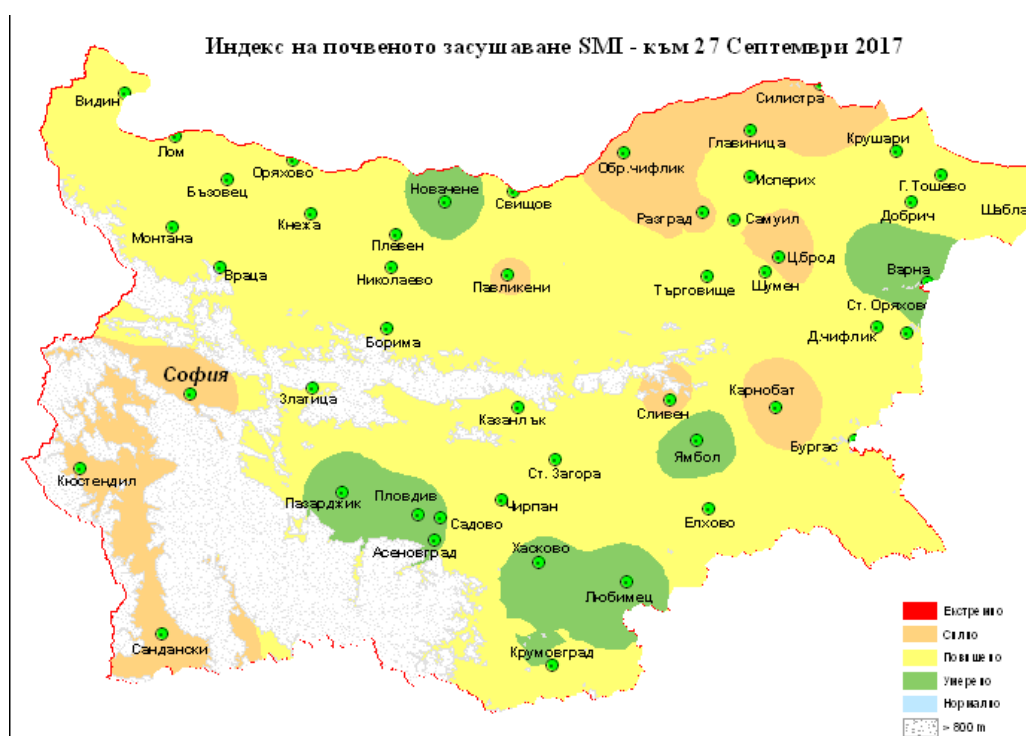 Индекс на почвеното засушаване SMI - към 27 Септември 2017
Видин
Силистра
Лом
Главиница
Крушари
Оряхово
Обр.чифлик
Бъзовец
Новачене
Исперих
Г. Тошево
Свищов
Кнежа
Разград
Самуил
Добрич
Шабла
Монтана
Плевен
Враца
Николаево
Павликени
Ц.брод
Варна
Търговище
Шумен
Ст. Оряхово
Борима
Д.чифлик
София
Златица
Карнобат
Казанлък
Сливен
Бургас
Ямбол
Кюстендил
Ст. Загора
Пазарджик
Пловдив
Чирпан
Садово
Елхово
Асеновград
Хасково
Любимец
Сандански
Крумовград
Екстремно
Силно
Повишено
Умерено
Нормално
> 800 m